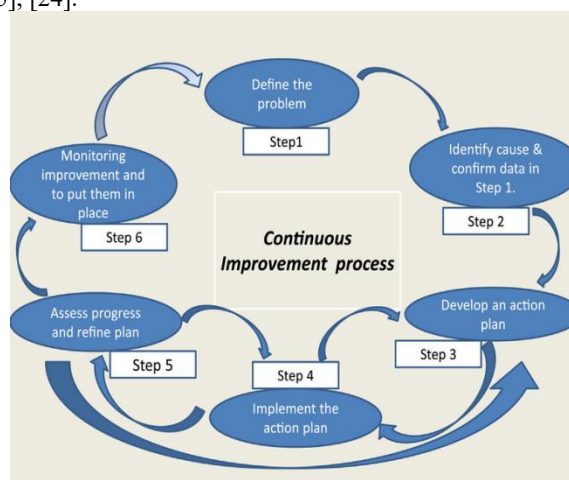 [24].
Define the
problem
Step1
Identify cause &
confirm data in
Step 1.
Step 2
Develop an action
plan
Step 3
Step 4
Implement the
action plan
Assess progress
and refine plan
Step 5
Monitoring
improvement and
to put them in
place
Step 6
Continuous
Improvement process